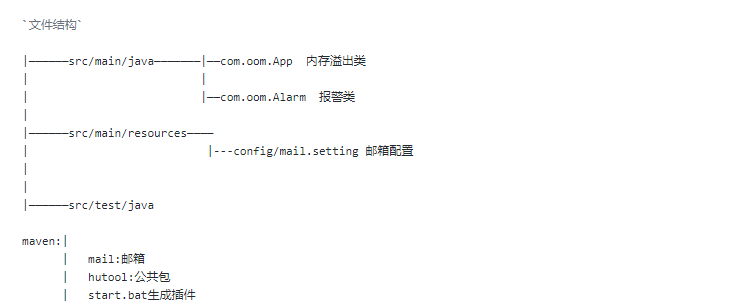 `文件结构`
|——————src/main/java———————|——com.oom.App  内存溢出类
|                          |
|                          |——com.oom.Alarm  报警类
|
|——————src/main/resources————
|                           |---config/mail.setting 邮箱配置
|
|
|——————src/test/java
maven:|
      |   mail:邮箱
      |   hutool:公共包
      |   start.bat生成插件